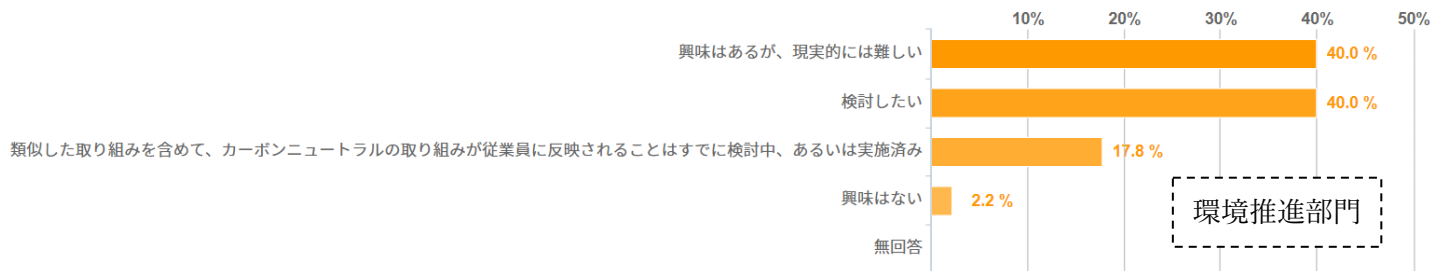 10% 20% 30% 40% 50%
興味はあるが、現実的には難しい 40.0 %
検討したい 40.0 %
類似した取り組みを含めて、カーボンニュートラルの取り組みが従業員に反映されることはすでに検討中、あるいは実施済み 17.8 %
興味はない 2.2 %
環境推進部門
無回答